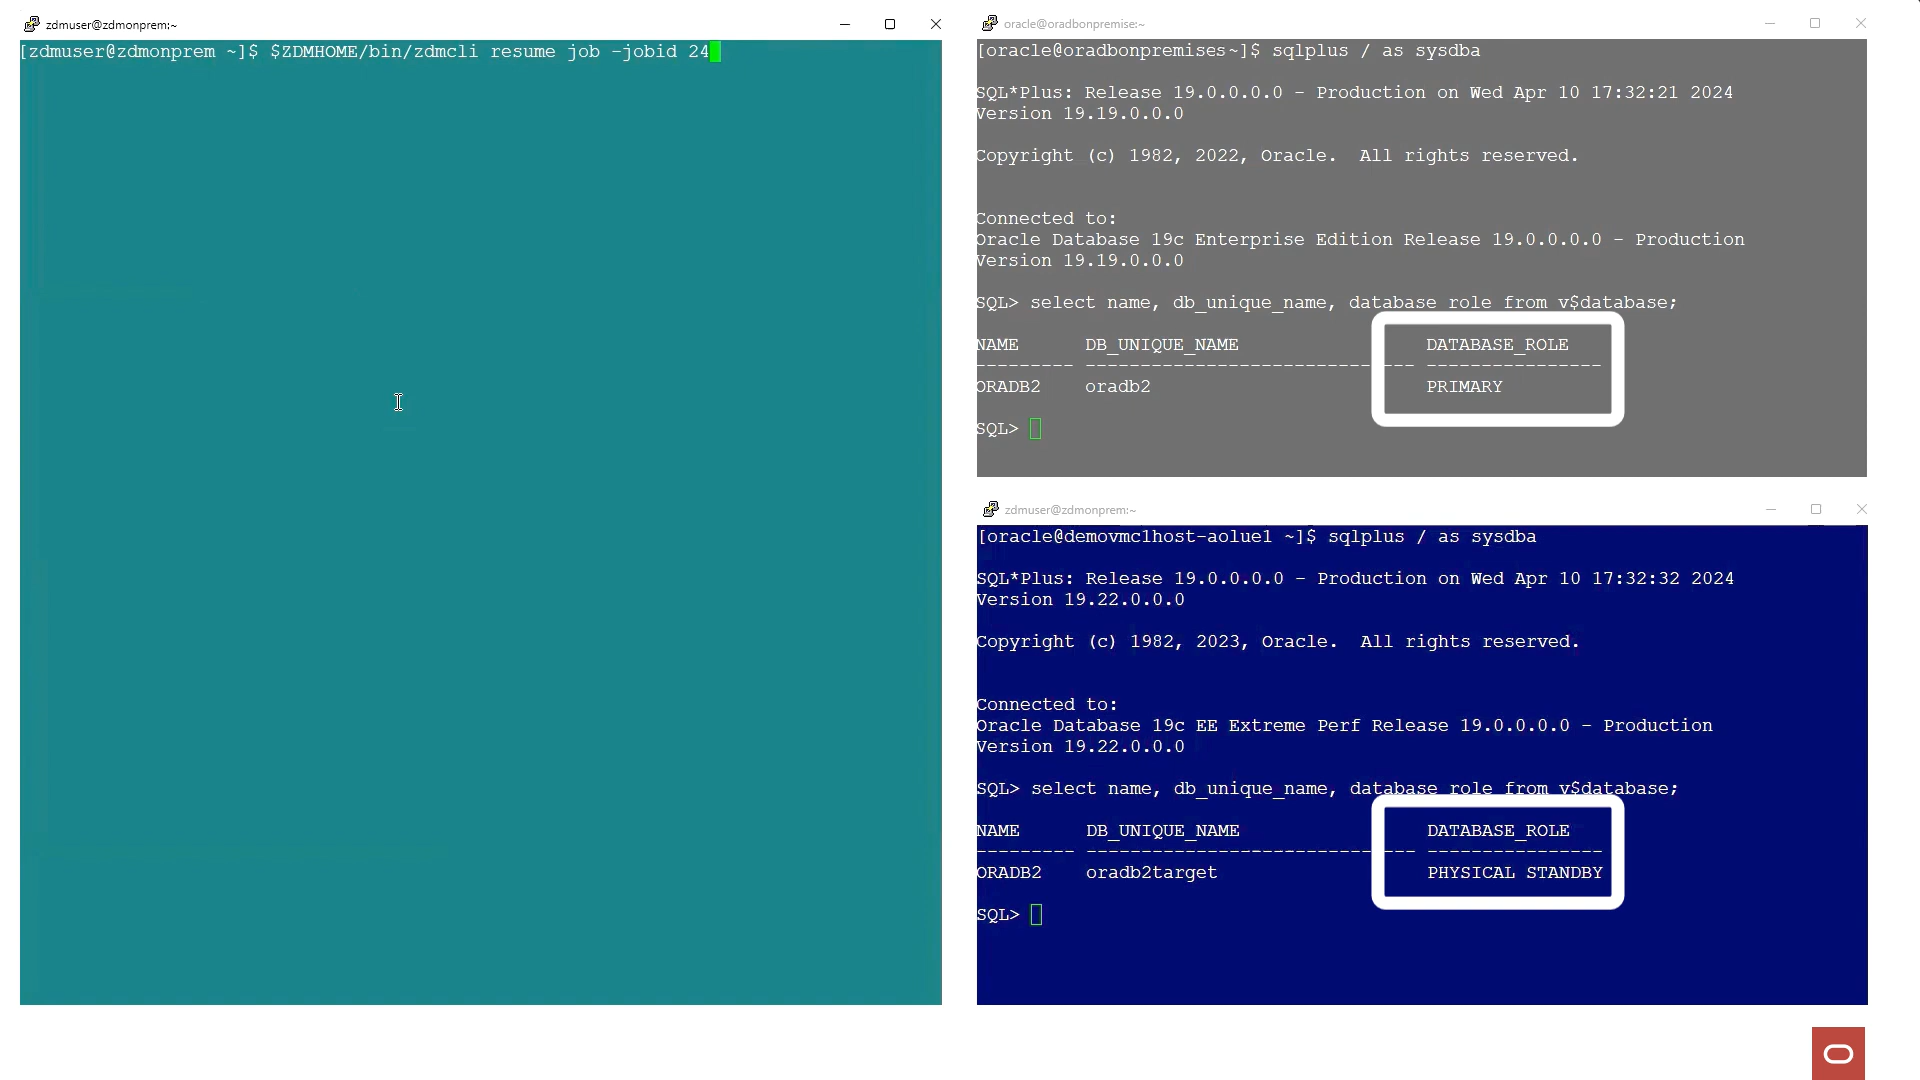 zdmuser@zdmonprem:~
[zdmuser@zdmonprem ~]$ $ZDMHOME/bin/zdmcli resume job -jobid 24
oracle@oradbonpremise:~
[oracle@oradbonpremises~]$ sqlplus / as sysdba
SQL*Plus: Release 19.0.0.0.0 - Production on Wed Apr 10 17:32:21 2024
Version 19.19.0.0.0
Copyright (c) 1982, 2022, Oracle.  All rights reserved.
Connected to:
Oracle Database 19c Enterprise Edition Release 19.0.0.0.0 - Production
Version 19.19.0.0.0
SQL> select name, db_unique_name, database_role from v$database;
NAME      DB_UNIQUE_NAME                 DATABASE_ROLE
--------- ------------------------------ ----------------
ORADB2    oradb2                         PRIMARY
SQL>
zdmuser@zdmonprem:~
[oracle@demovmc1host-aolue1 ~]$ sqlplus / as sysdba
SQL*Plus: Release 19.0.0.0.0 - Production on Wed Apr 10 17:32:32 2024
Version 19.22.0.0.0
Copyright (c) 1982, 2023, Oracle.  All rights reserved.
Connected to:
Oracle Database 19c EE Extreme Perf Release 19.0.0.0.0 - Production
Version 19.22.0.0.0
SQL> select name, db_unique_name, database_role from v$database;
NAME      DB_UNIQUE_NAME                 DATABASE_ROLE
--------- ------------------------------ ----------------
ORADB2    oradb2target                   PHYSICAL STANDBY
SQL>